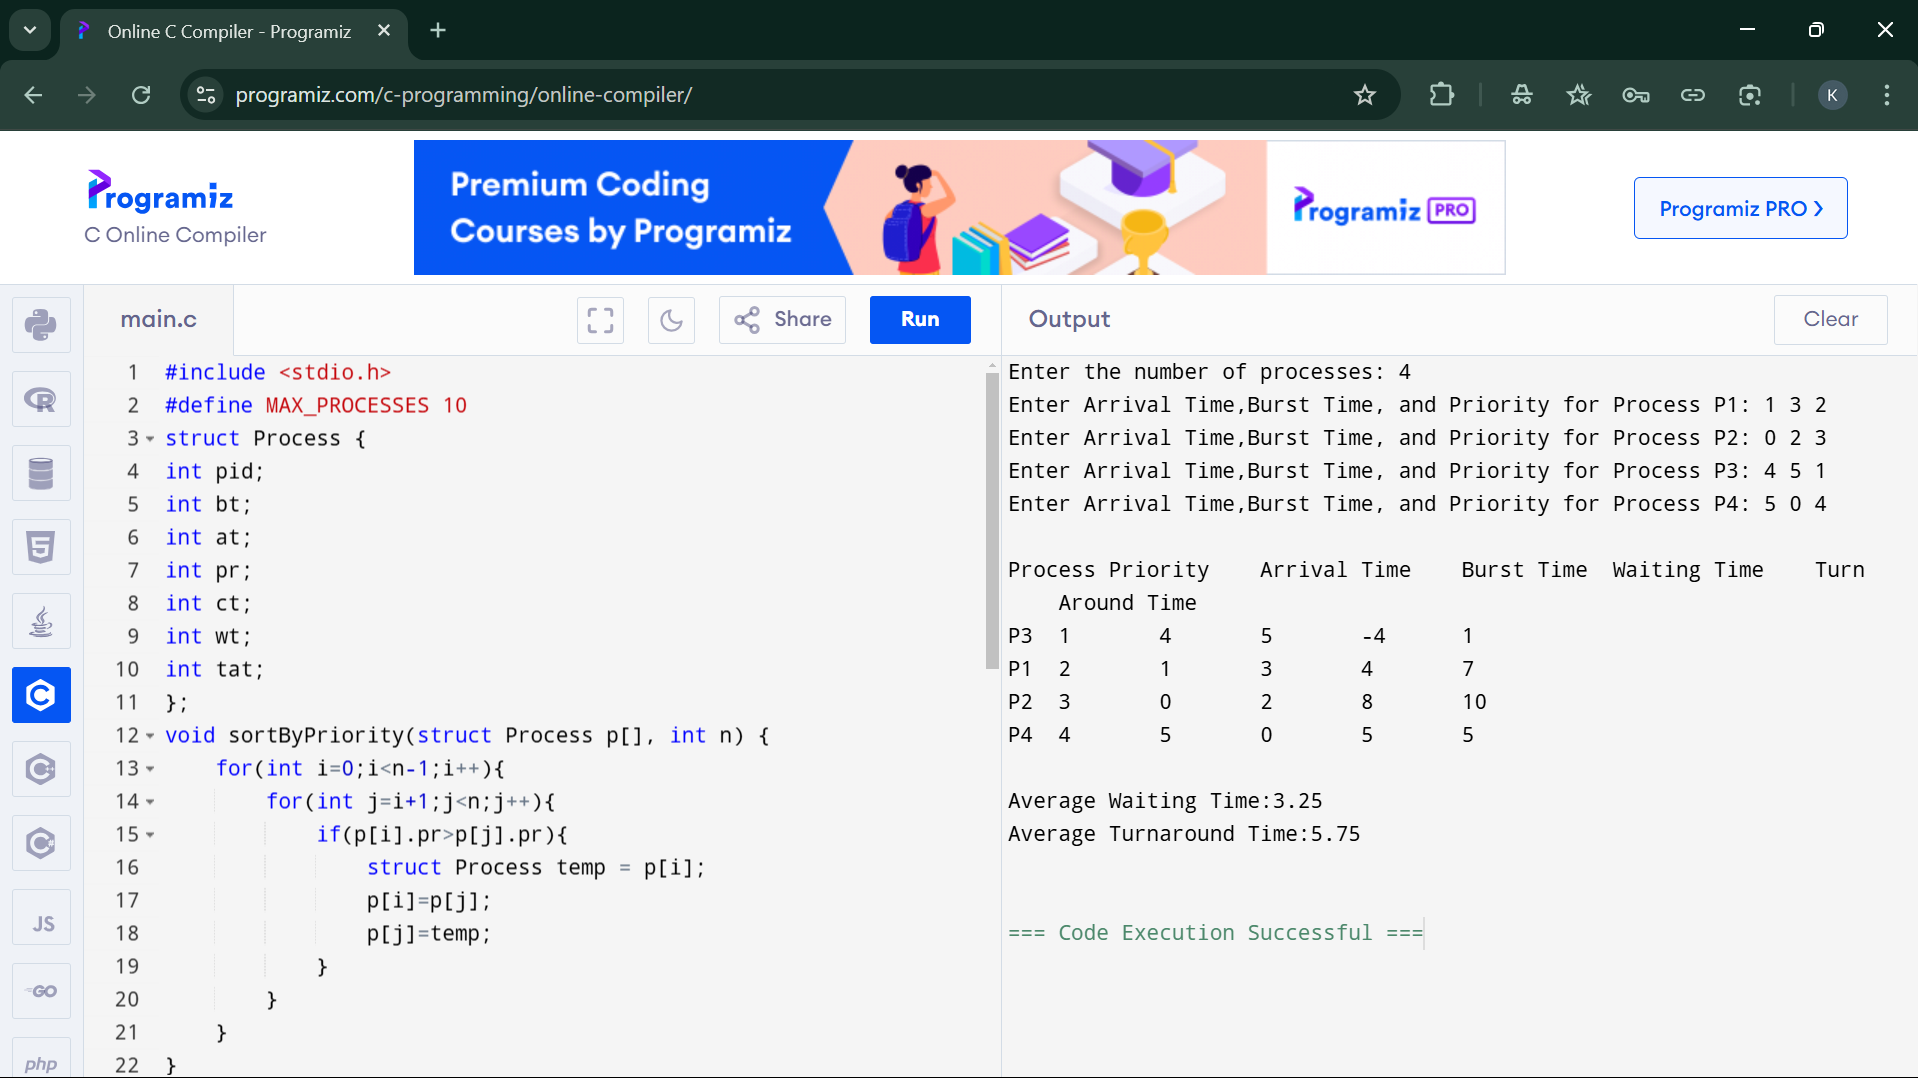 Online C Compiler - Programiz
programiz.com/c-programming/online-compiler/
K
Programiz
C Online Compiler
Premium Coding
Courses by Programiz
Programiz PRO
Programiz PRO ❯
main.c
Share
Run
Output
Clear
1 #include <stdio.h>
2 #define MAX_PROCESSES 10
3 struct Process {
4 int pid;
5 int bt;
6 int at;
7 int pr;
8 int ct;
9 int wt;
10 int tat;
11 };
12 void sortByPriority(struct Process p[], int n) {
13     for(int i=0;i<n-1;i++){
14         for(int j=i+1;j<n;j++){
15             if(p[i].pr>p[j].pr){
16                 struct Process temp = p[i];
17                 p[i]=p[j];
18                 p[j]=temp;
19             }
20         }
21     }
22 }
Enter the number of processes: 4
Enter Arrival Time,Burst Time, and Priority for Process P1: 1 3 2
Enter Arrival Time,Burst Time, and Priority for Process P2: 0 2 3
Enter Arrival Time,Burst Time, and Priority for Process P3: 4 5 1
Enter Arrival Time,Burst Time, and Priority for Process P4: 5 0 4
Process Priority    Arrival Time    Burst Time  Waiting Time    Turn
    Around Time
P3  1       4       5       -4      1
P1  2       1       3       4       7
P2  3       0       2       8       10
P4  4       5       0       5       5
Average Waiting Time:3.25
Average Turnaround Time:5.75
=== Code Execution Successful ===
R
5
C
C
C#
JS
GO
php